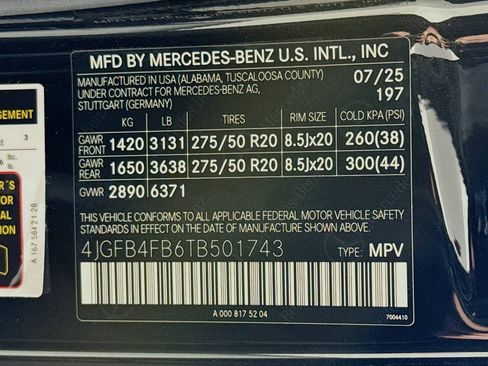 MFD BY MERCEDES-BENZ U.S. INTL., INC
MANUFACTURED IN USA (ALABAMA, TUSCALOOSA COUNTY) 07/25
UNDER CONTRACT FOR MERCEDES-BENZ AG, 197
STUTTGART (GERMANY)
KG LB TIRES RIM SIZE COLD KPA (PSI)
GAWR FRONT 1420 3131 275/50 R20 8.5Jx20 260(38)
GAWR REAR 1650 3638 275/50 R20 8.5Jx20 300(44)
GVWR 2890 6371
THIS VEHICLE CONFORMS TO ALL APPLICABLE FEDERAL MOTOR VEHICLE SAFETY
STANDARDS IN EFFECT ON THE DATE OF MANUFACTURE SHOWN ABOVE.
4JGFB4FB6TB501743 TYPE: MPV
A 000 817 52 04 7004410
A 167 584 21 28
3
lbs.